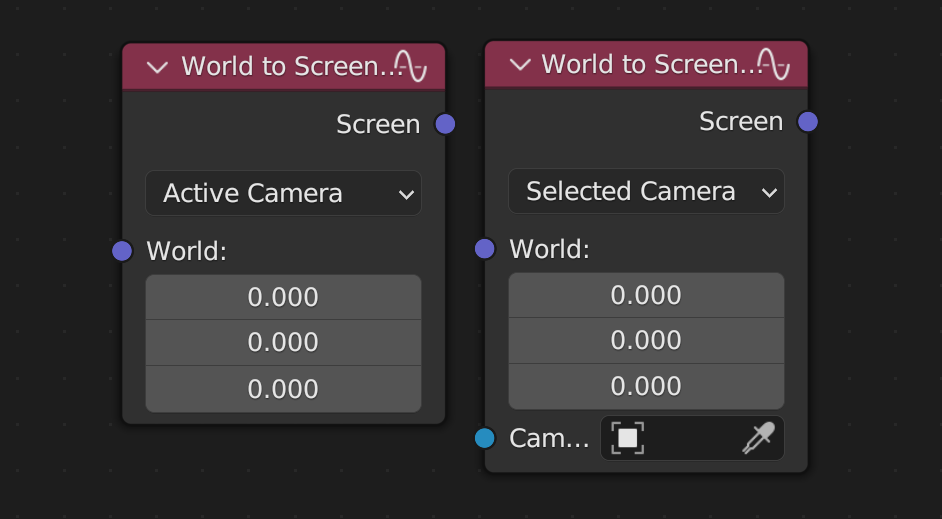 World to Screen...
Screen
Active Camera
World:
0.000
0.000
0.000
World to Screen...
Screen
Selected Camera
World:
0.000
0.000
0.000
Cam...